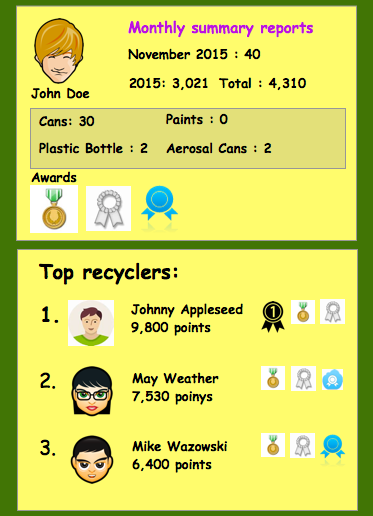 Monthly summary reports
November 2015 : 40
2015: 3,021 Total : 4,310
John Doe
Cans: 30 Paints : 0
Plastic Bottle : 2 Aerosal Cans : 2
Awards
Top recyclers:
1. Johnny Appleseed
9,800 points
1
2. May Weather
7,530 poinys
3. Mike Wazowski
6,400 points